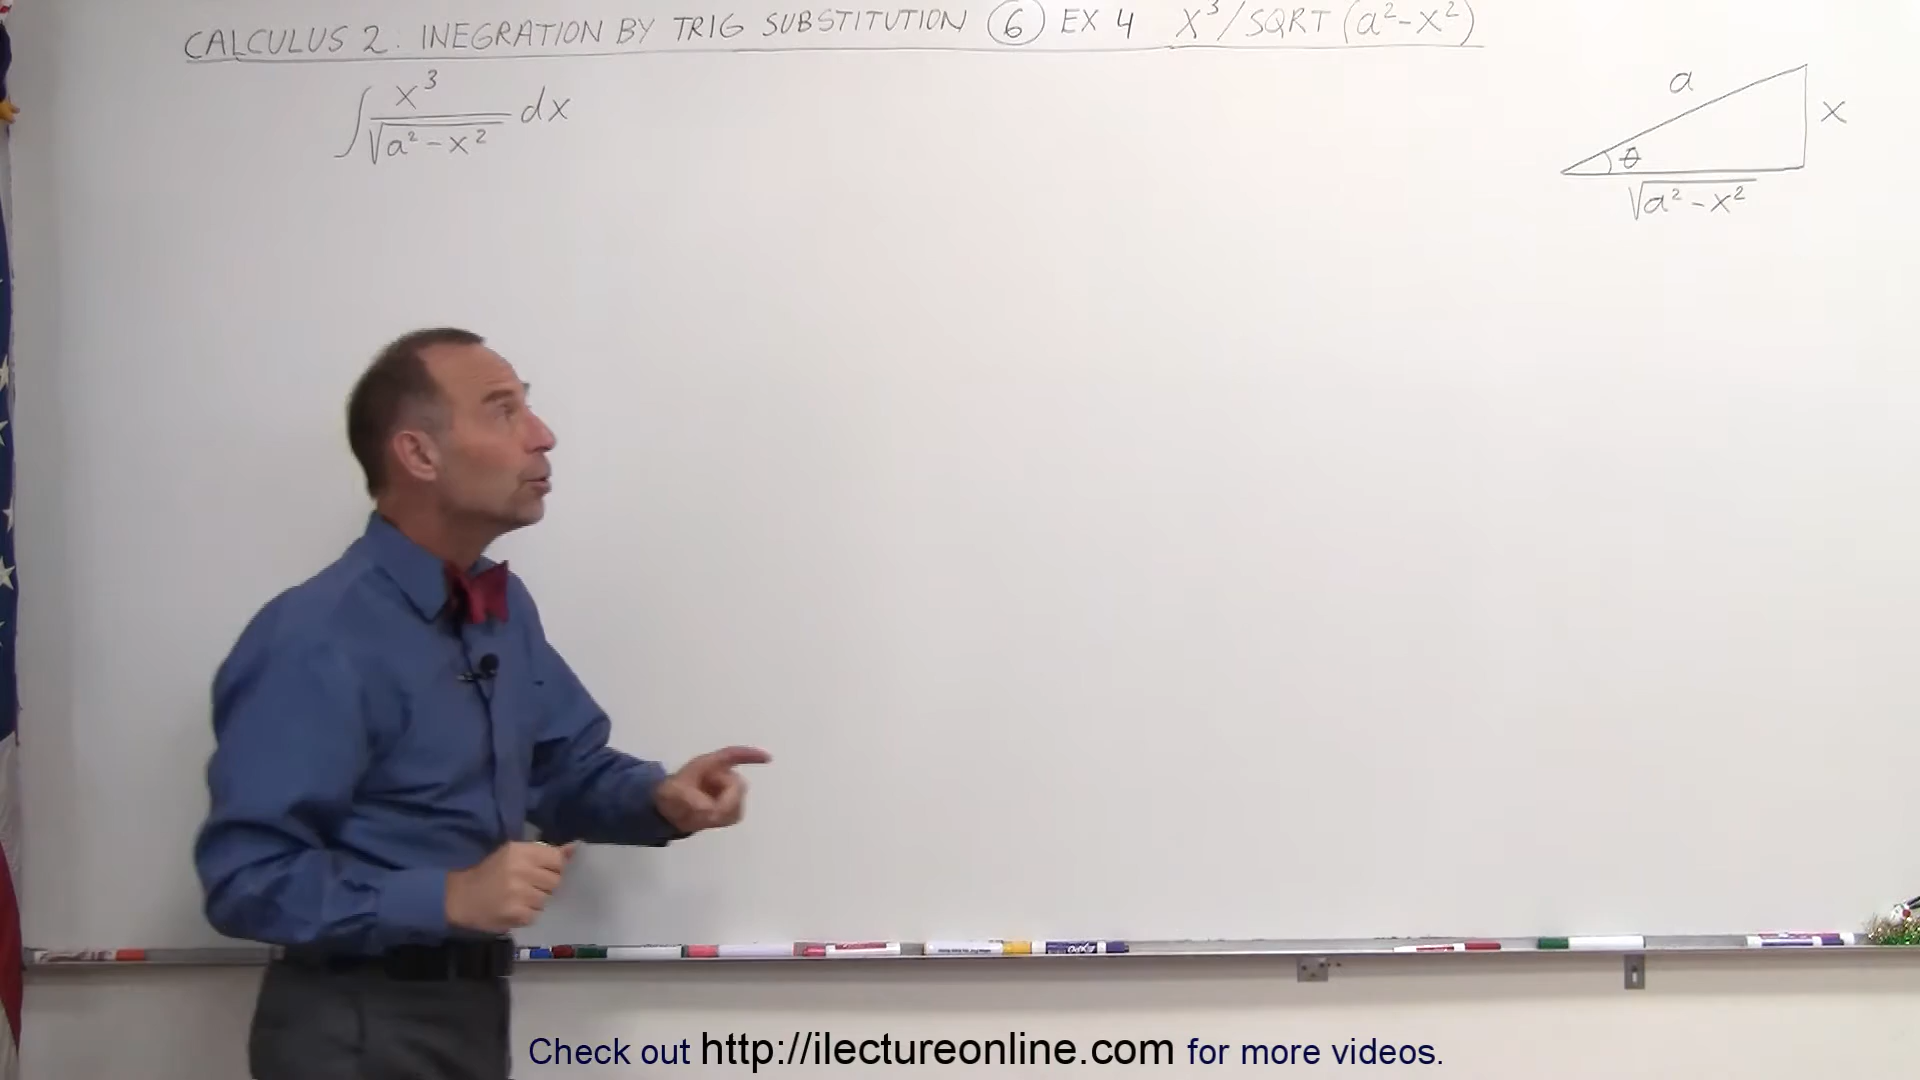 CALCULUS 2: INEGRATION BY TRIG SUBSTITUTION ⑥ EX 4 X³/SQRT (a²-x²)
∫ x³/√(a²-x²) dx
a
x
θ
√(a²-x²)
Check out http://ilectureonline.com for more videos.